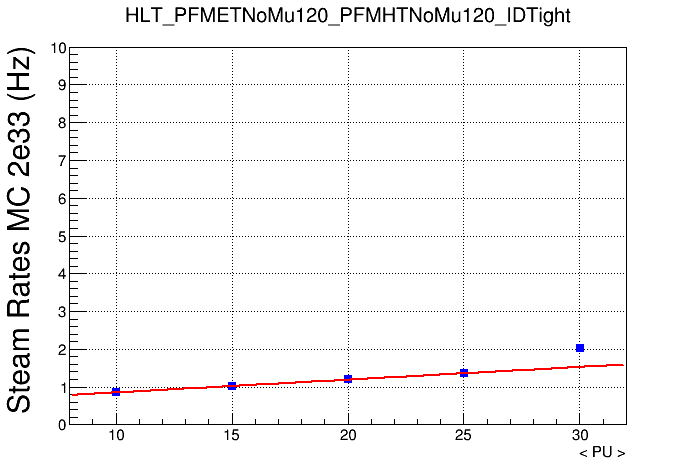 HLT_PFMETNoMu120_PFMHTNoMu120_IDTight
Steam Rates MC 2e33 (Hz)
10
9
8
7
6
5
4
3
2
1
0
10 15 20 25 30
< PU >